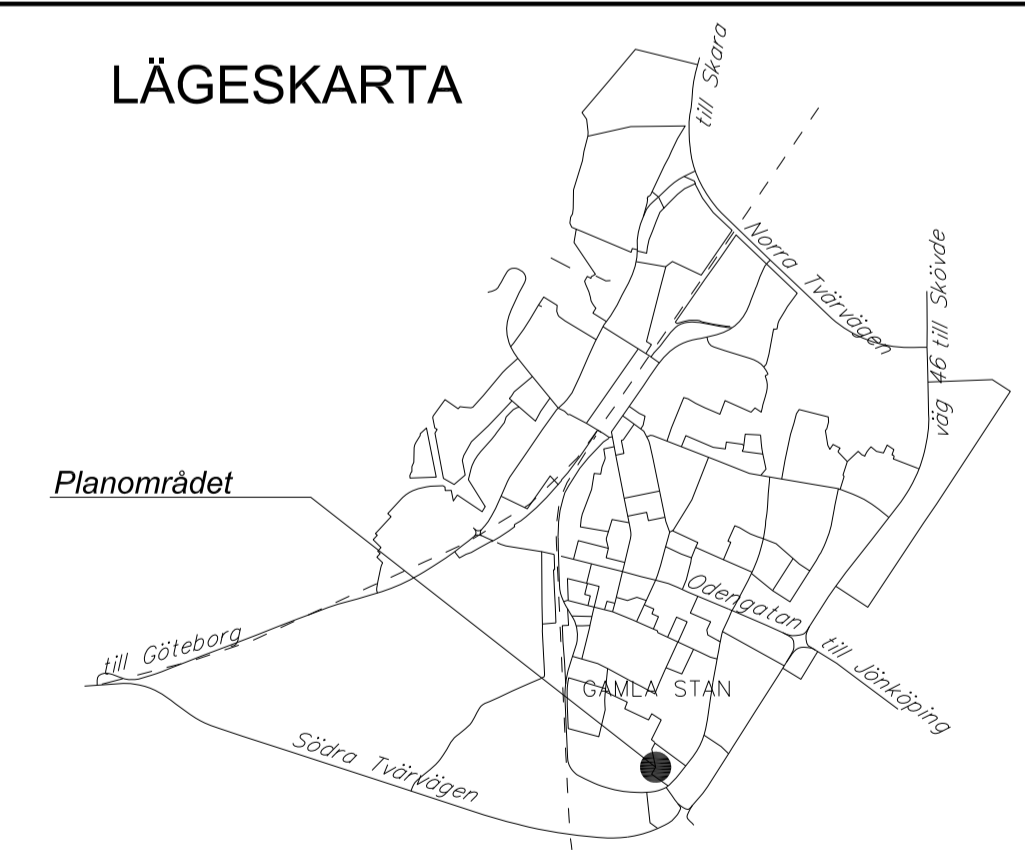 LÄGESKARTA
till Skara
Norra Tvärvägen
väg 46 till Skövde
Planområdet
Odengatan
till Göteborg
till Jönköping
GAMLA STAN
Södra Tvärvägen